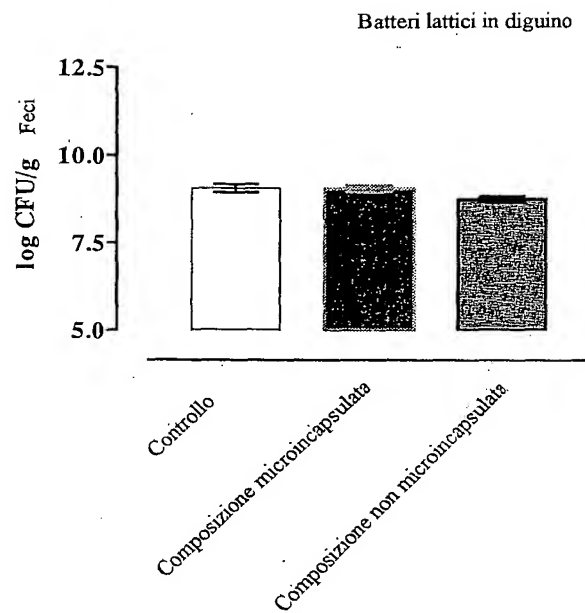 Batteri lattici in diguino
log CFU/g Feci
12.5
10.0
7.5
5.0
Controllo
Composizione microincapsulata
Composizione non microincapsulata